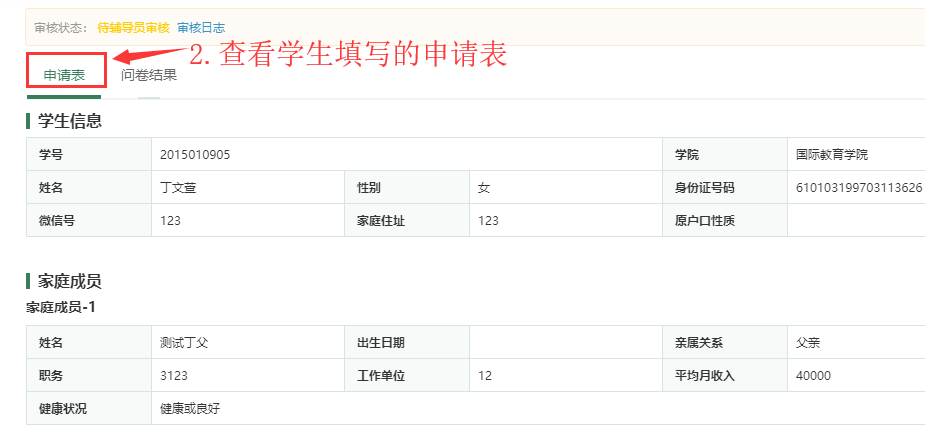 审核状态： 待辅导员审核 审核日志
2. 查看学生填写的申请表
申请表 问卷结果
学生信息
学号 2015010905 学院 国际教育学院
姓名 丁文萱 性别 女 身份证号码 610103199703113626
微信号 123 家庭住址 123 原户口性质
家庭成员
家庭成员-1
姓名 测试丁父 出生日期 亲属关系 父亲
职务 3123 工作单位 12 平均月收入 40000
健康状况 健康或良好